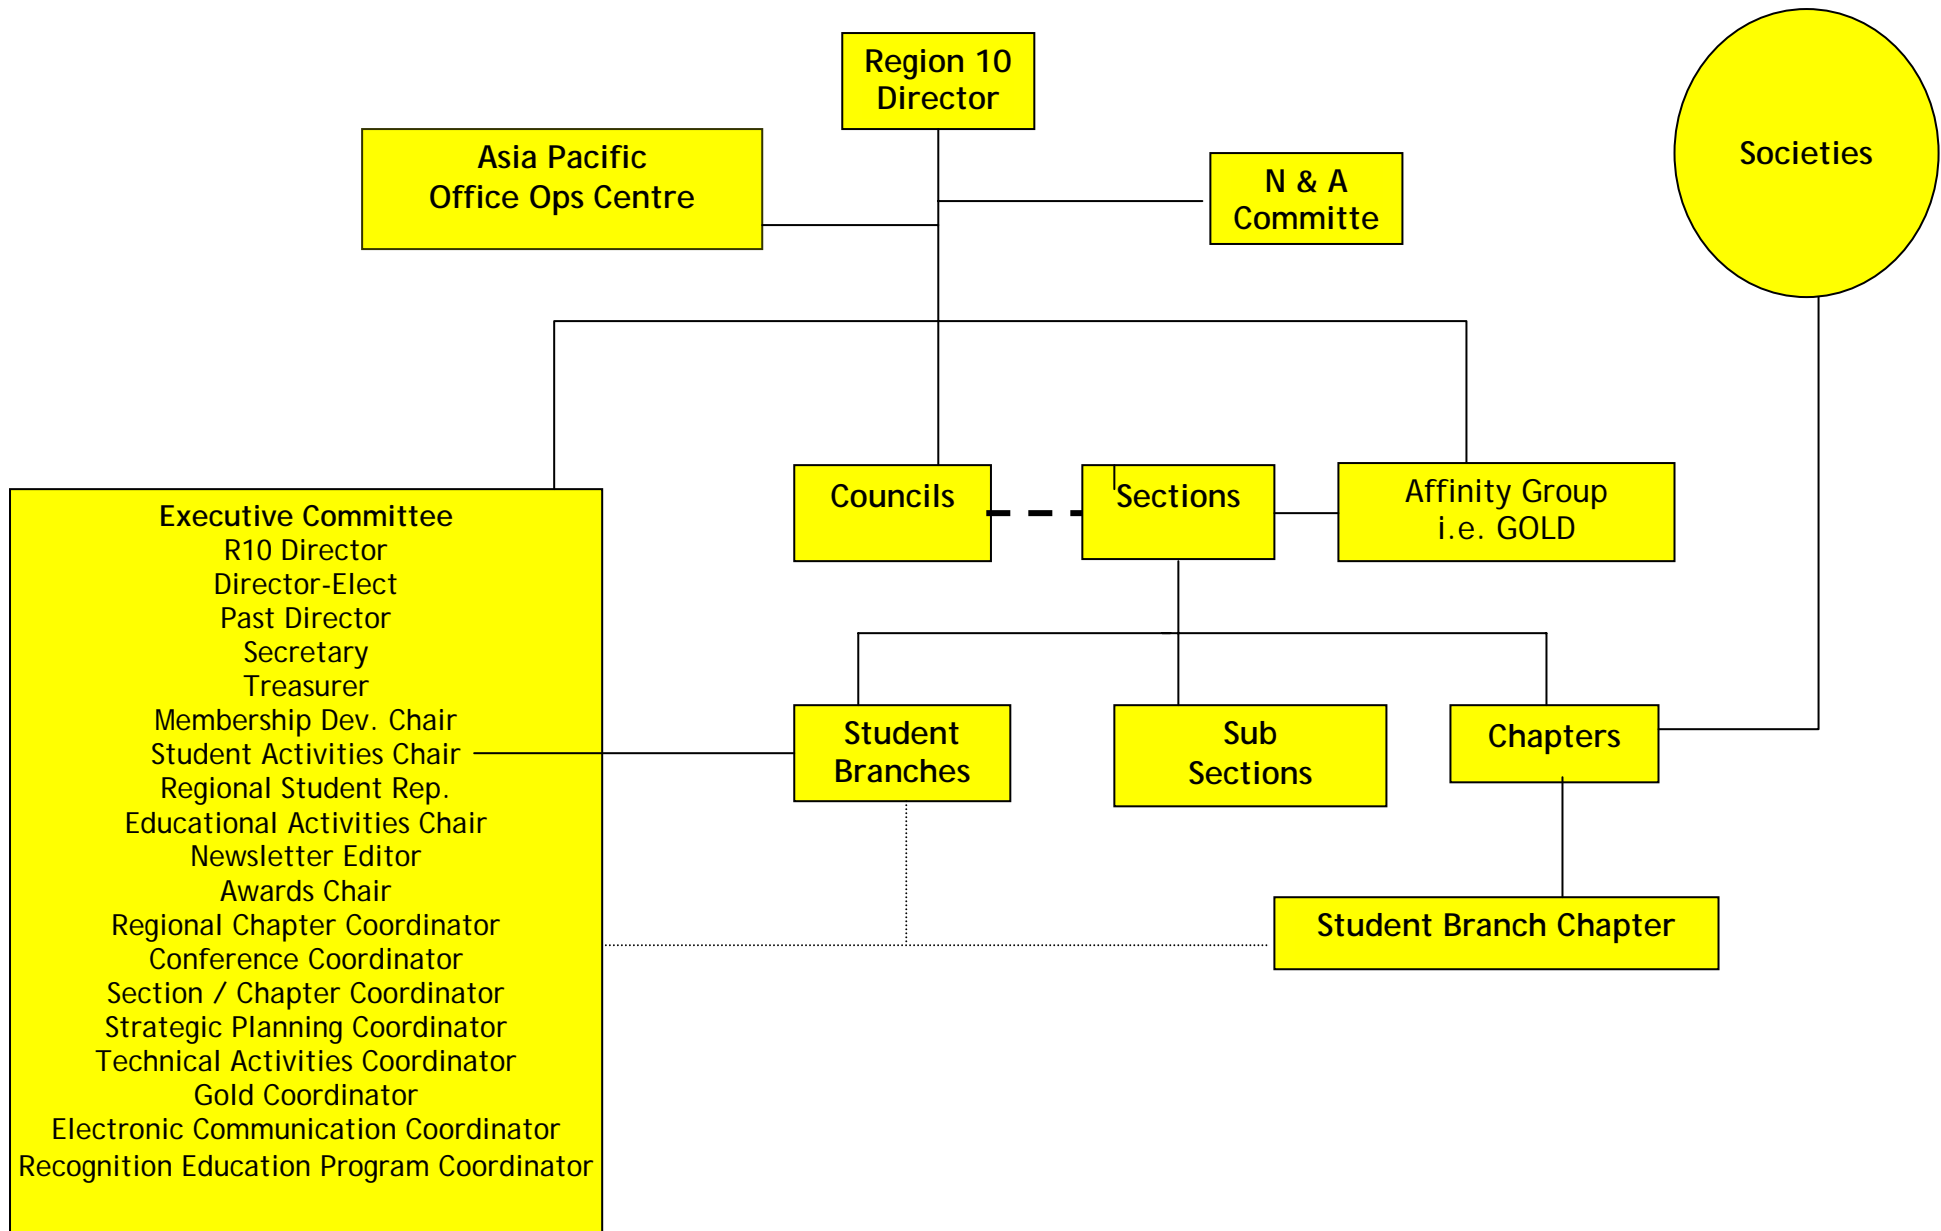 Region 10
Director
Asia Pacific
Office Ops Centre
N & A
Committe
Societies
Councils
Sections
Affinity Group
i.e. GOLD
Executive Committee
R10 Director
Director-Elect
Past Director
Secretary
Treasurer
Membership Dev. Chair
Student Activities Chair
Regional Student Rep.
Educational Activities Chair
Newsletter Editor
Awards Chair
Regional Chapter Coordinator
Conference Coordinator
Section / Chapter Coordinator
Strategic Planning Coordinator
Technical Activities Coordinator
Gold Coordinator
Electronic Communication Coordinator
Recognition Education Program Coordinator
Student
Branches
Sub
Sections
Chapters
Student Branch Chapter